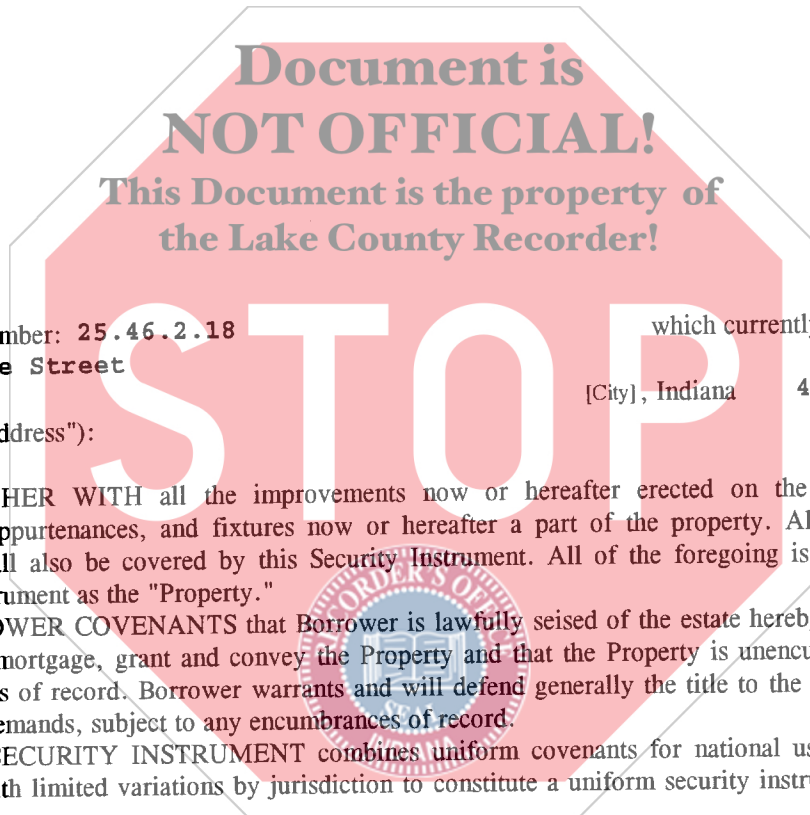 Document is
NOT OFFICIAL!
This Document is the property of
the Lake County Recorder!
STOP
mber: 25.46.2.18 which currently
e Street
[City], Indiana 4
ddress"):
HER WITH all the improvements now or hereafter erected on the
ppurtenances, and fixtures now or hereafter a part of the property. Al
ll also be covered by this Security Instrument. All of the foregoing is
rument as the "Property."
OWER COVENANTS that Borrower is lawfully seised of the estate hereb
mortgage, grant and convey the Property and that the Property is unencu
s of record. Borrower warrants and will defend generally the title to the
emands, subject to any encumbrances of record.
ECURITY INSTRUMENT combines uniform covenants for national us
th limited variations by jurisdiction to constitute a uniform security instru
RECORDER'S OFFICE
SEAL
INDIANA